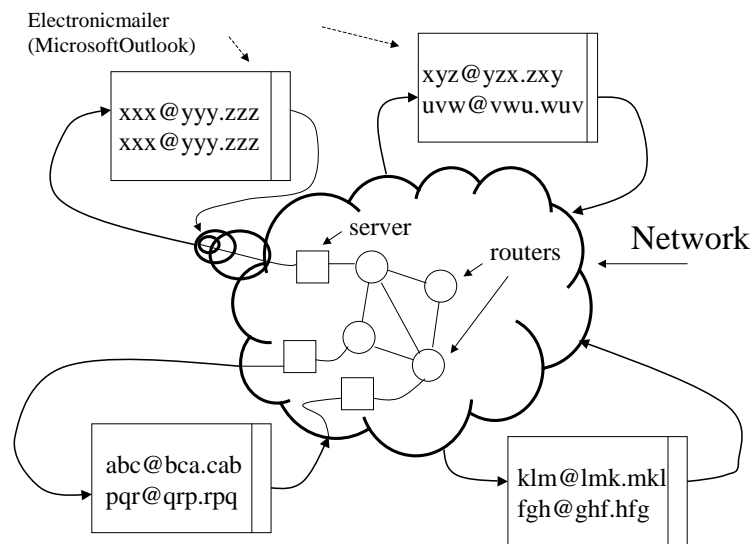 Electronicmailer
(MicrosoftOutlook)
xyz@yzx.zxy
uvw@vwu.wuv
xxx@yyy.zzz
xxx@yyy.zzz
server
Network
routers
abc@bca.cab
pqr@qrp.rpq
klm@lmk.mkl
fgh@ghf.hfg